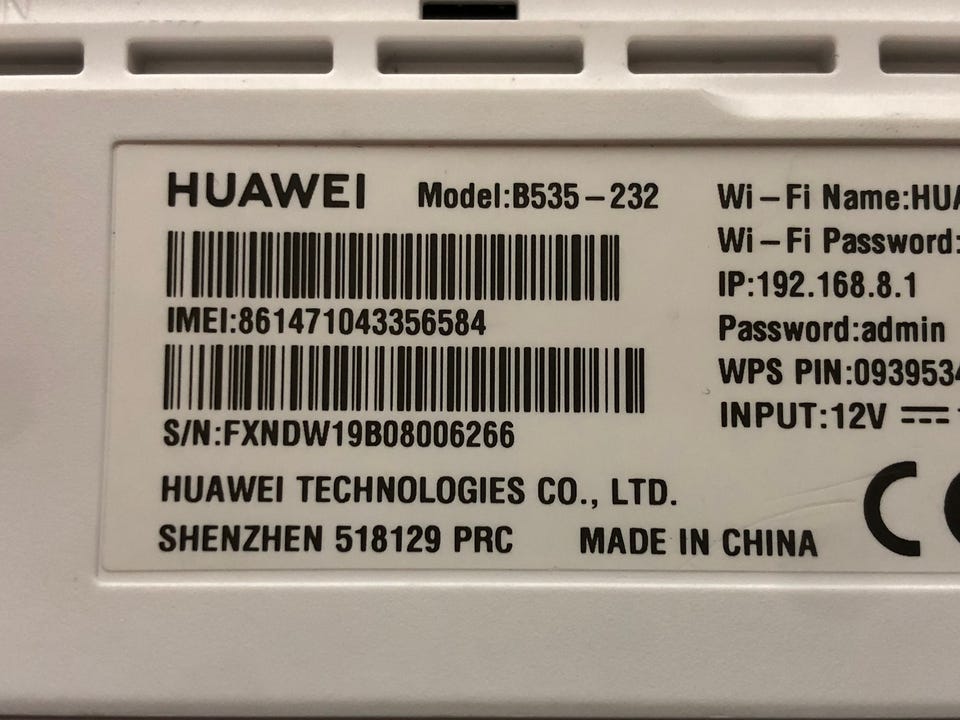 HUAWEI Model:B535-232
IMEI:861471043356584
S/N:FXNDW19B08006266
HUAWEI TECHNOLOGIES CO., LTD.
SHENZHEN 518129 PRC MADE IN CHINA
Wi-Fi Name:HUA
Wi-Fi Password:
IP:192.168.8.1
Password:admin
WPS PIN:0939534
INPUT:12V
CE